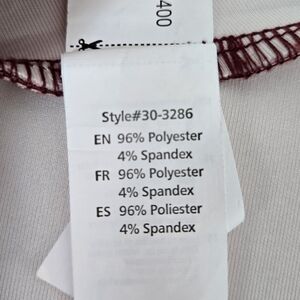 400
Style#30-3286
EN 96% Polyester
4% Spandex
FR 96% Polyester
4% Spandex
ES 96% Poliester
4% Spandex